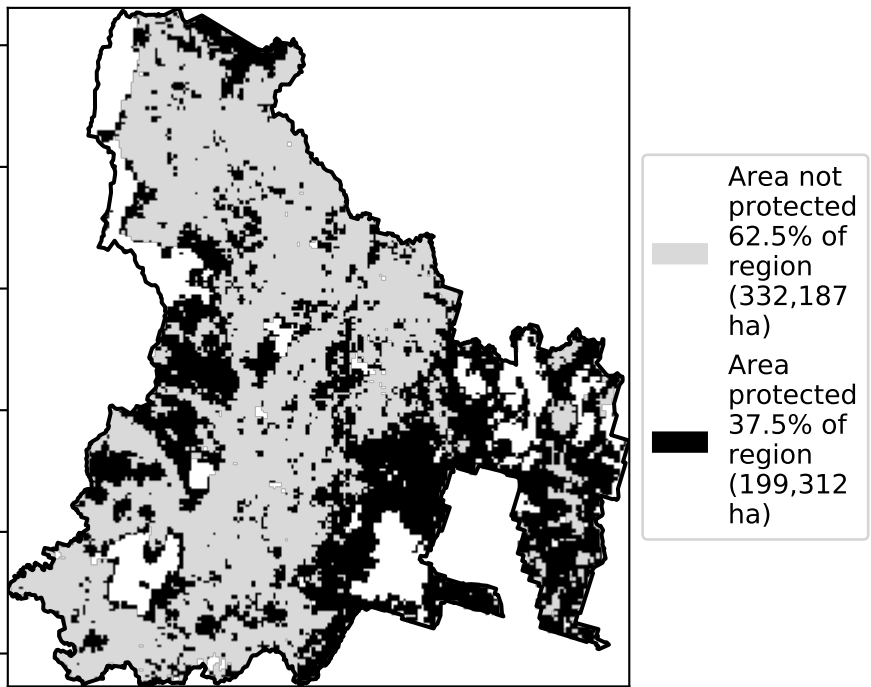 Area not
protected
62.5% of
region
(332,187
ha)
Area
protected
37.5% of
region
(199,312
ha)